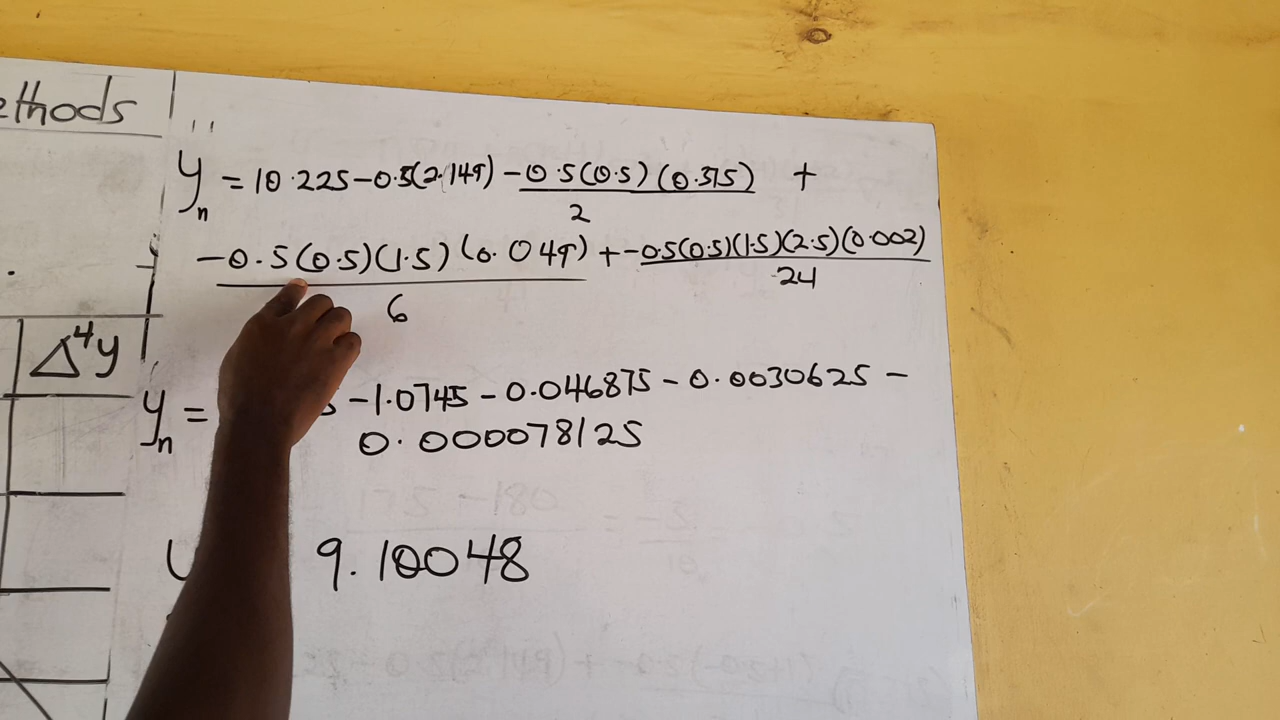 ethods
yₙ = 10.225 - 0.5(2.149) - 0.5(0.5)(0.375)/2 +
-0.5(0.5)(1.5)(0.049)/6 + -0.5(0.5)(1.5)(2.5)(0.002)/24
Δ⁴y
yₙ = -1.0745 - 0.046875 - 0.0030625 -
0.000078125
9.10048